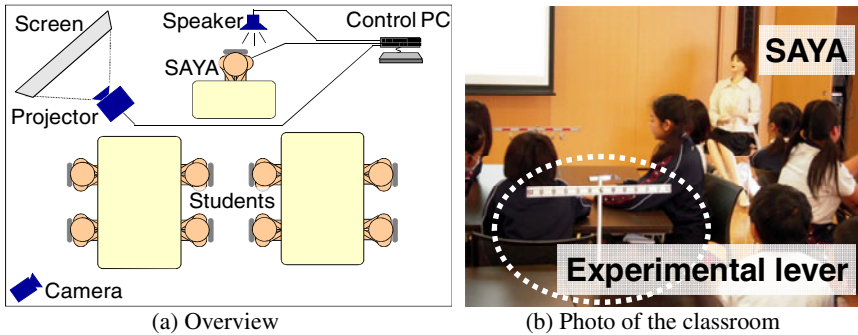 Screen
Speaker
Control PC
SAYA
Projector
Students
Camera
(a) Overview
SAYA
Experimental lever
(b) Photo of the classroom